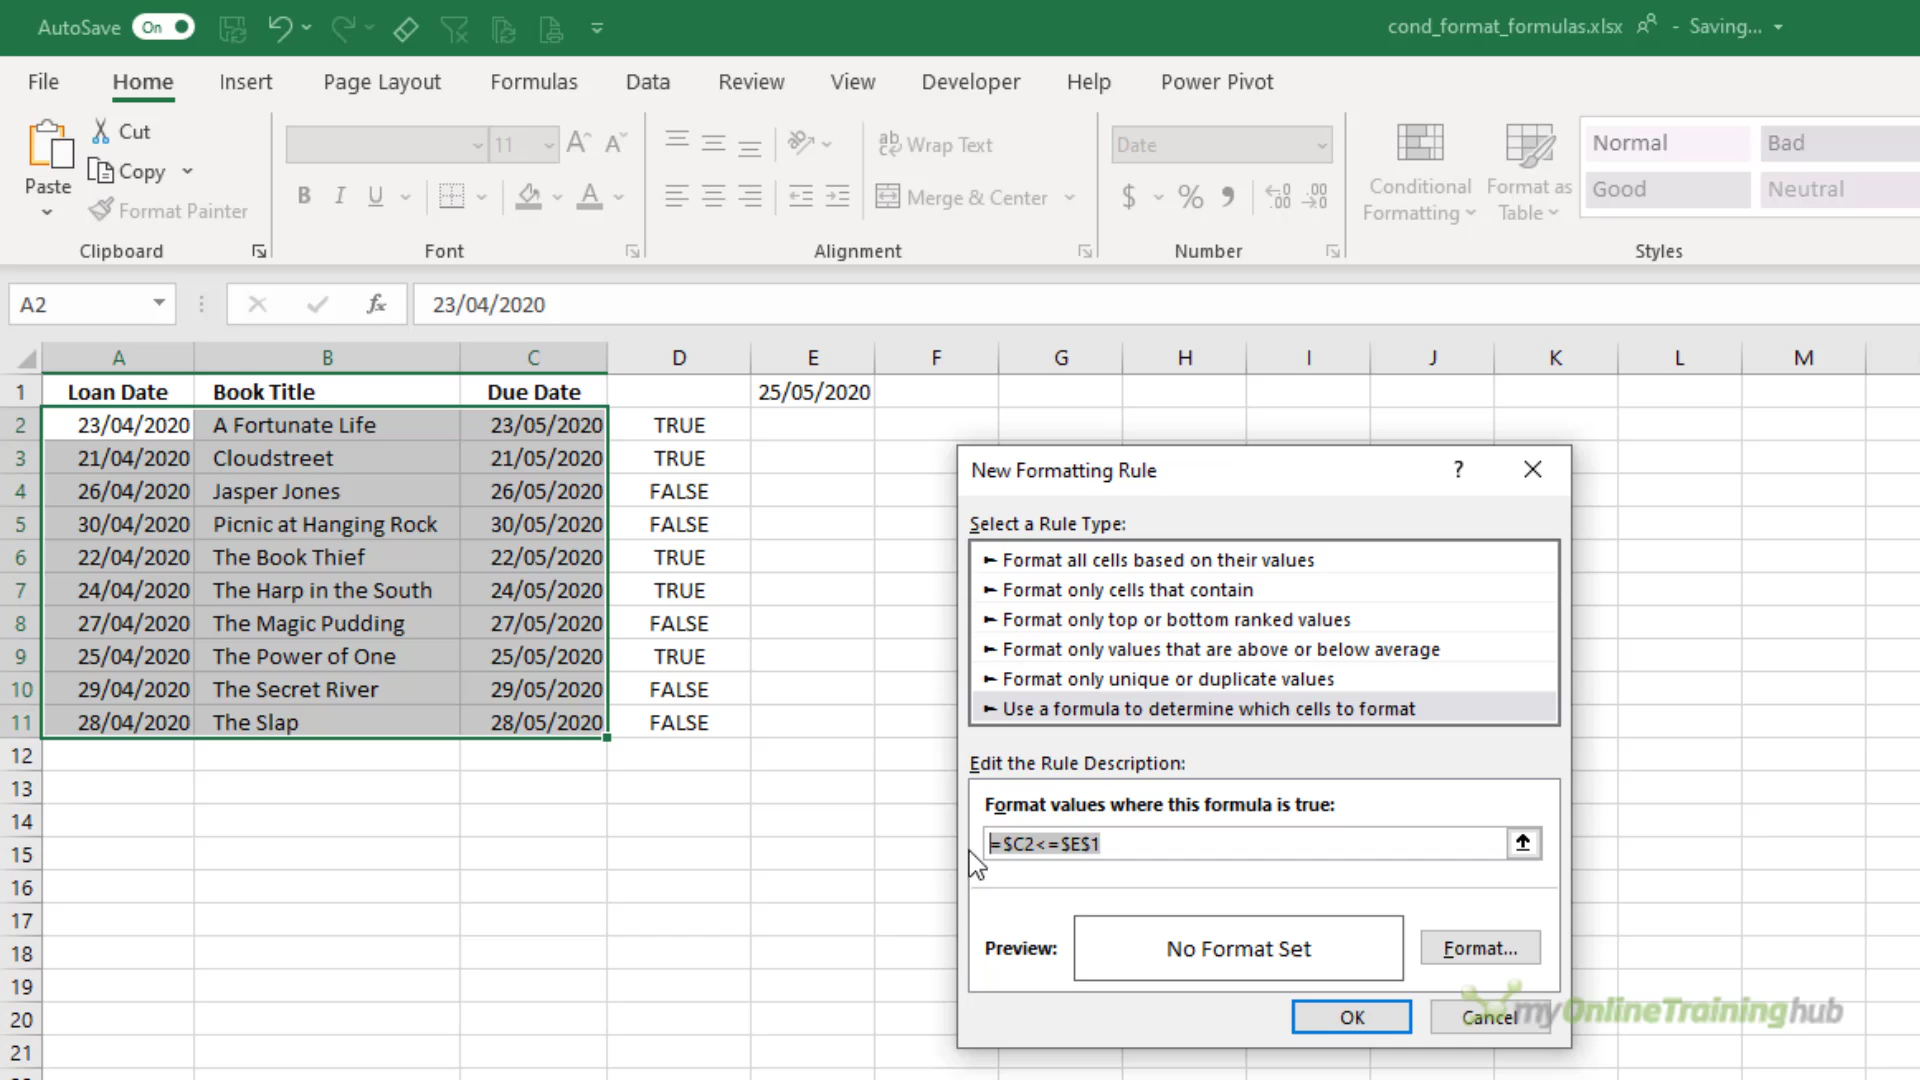 AutoSave On cond_format_formulas.xlsx - Saving...
File Home Insert Page Layout Formulas Data Review View Developer Help Power Pivot
Paste
Cut
Copy
Format Painter
Clipboard
11
B I U
Font
ab Wrap Text
Merge & Center
Alignment
Date
$ % 9
Number
Conditional Formatting
Format as Table
Normal Bad
Good Neutral
Styles
A2 fx 23/04/2020
A B C D E F G H I J K L M
1 Loan Date Book Title Due Date 25/05/2020
2 23/04/2020 A Fortunate Life 23/05/2020 TRUE
3 21/04/2020 Cloudstreet 21/05/2020 TRUE
4 26/04/2020 Jasper Jones 26/05/2020 FALSE
5 30/04/2020 Picnic at Hanging Rock 30/05/2020 FALSE
6 22/04/2020 The Book Thief 22/05/2020 TRUE
7 24/04/2020 The Harp in the South 24/05/2020 TRUE
8 27/04/2020 The Magic Pudding 27/05/2020 FALSE
9 25/04/2020 The Power of One 25/05/2020 TRUE
10 29/04/2020 The Secret River 29/05/2020 FALSE
11 28/04/2020 The Slap 28/05/2020 FALSE
12
13
14
15
16
17
18
19
20
21
New Formatting Rule ?
Select a Rule Type:
► Format all cells based on their values
► Format only cells that contain
► Format only top or bottom ranked values
► Format only values that are above or below average
► Format only unique or duplicate values
► Use a formula to determine which cells to format
Edit the Rule Description:
Format values where this formula is true:
=$C2<=$E$1
Preview: No Format Set Format...
OK Cancel
myOnlineTraininghub